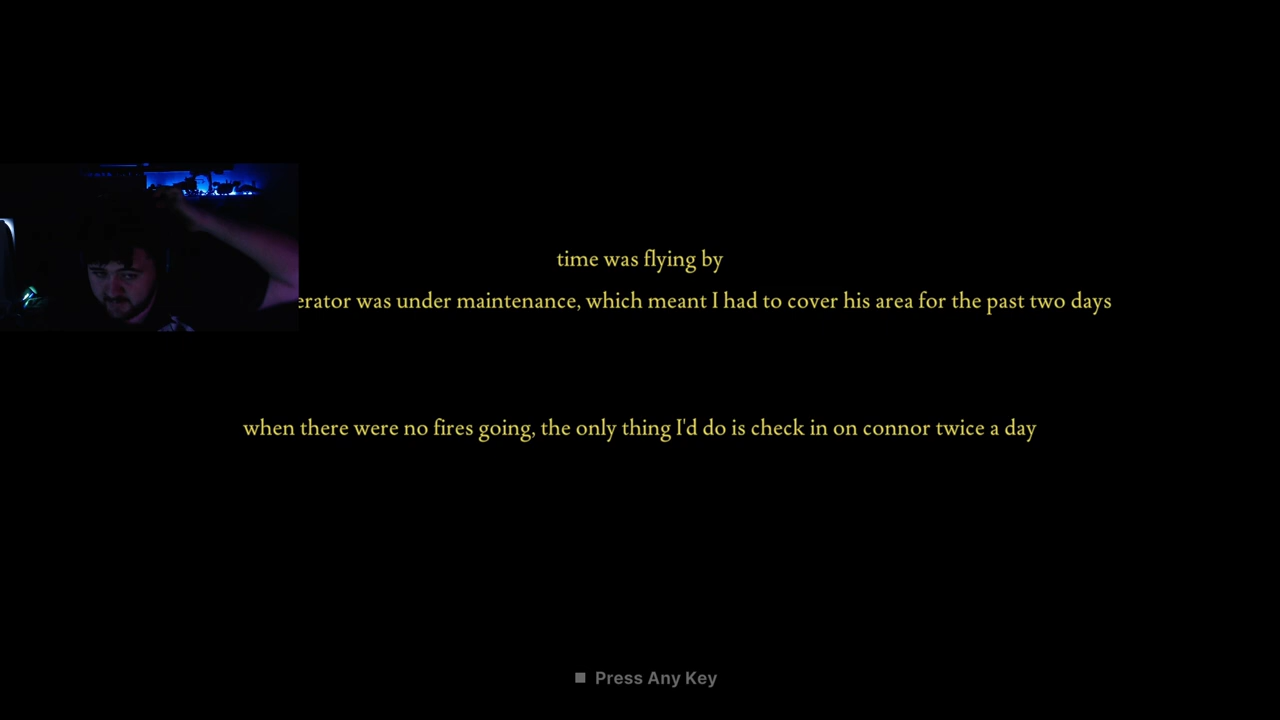 time was flying by
was under maintenance, which meant I had to cover his area for the past two days
when there were no fires going, the only thing I'd do is check in on connor twice a day
Press Any Key